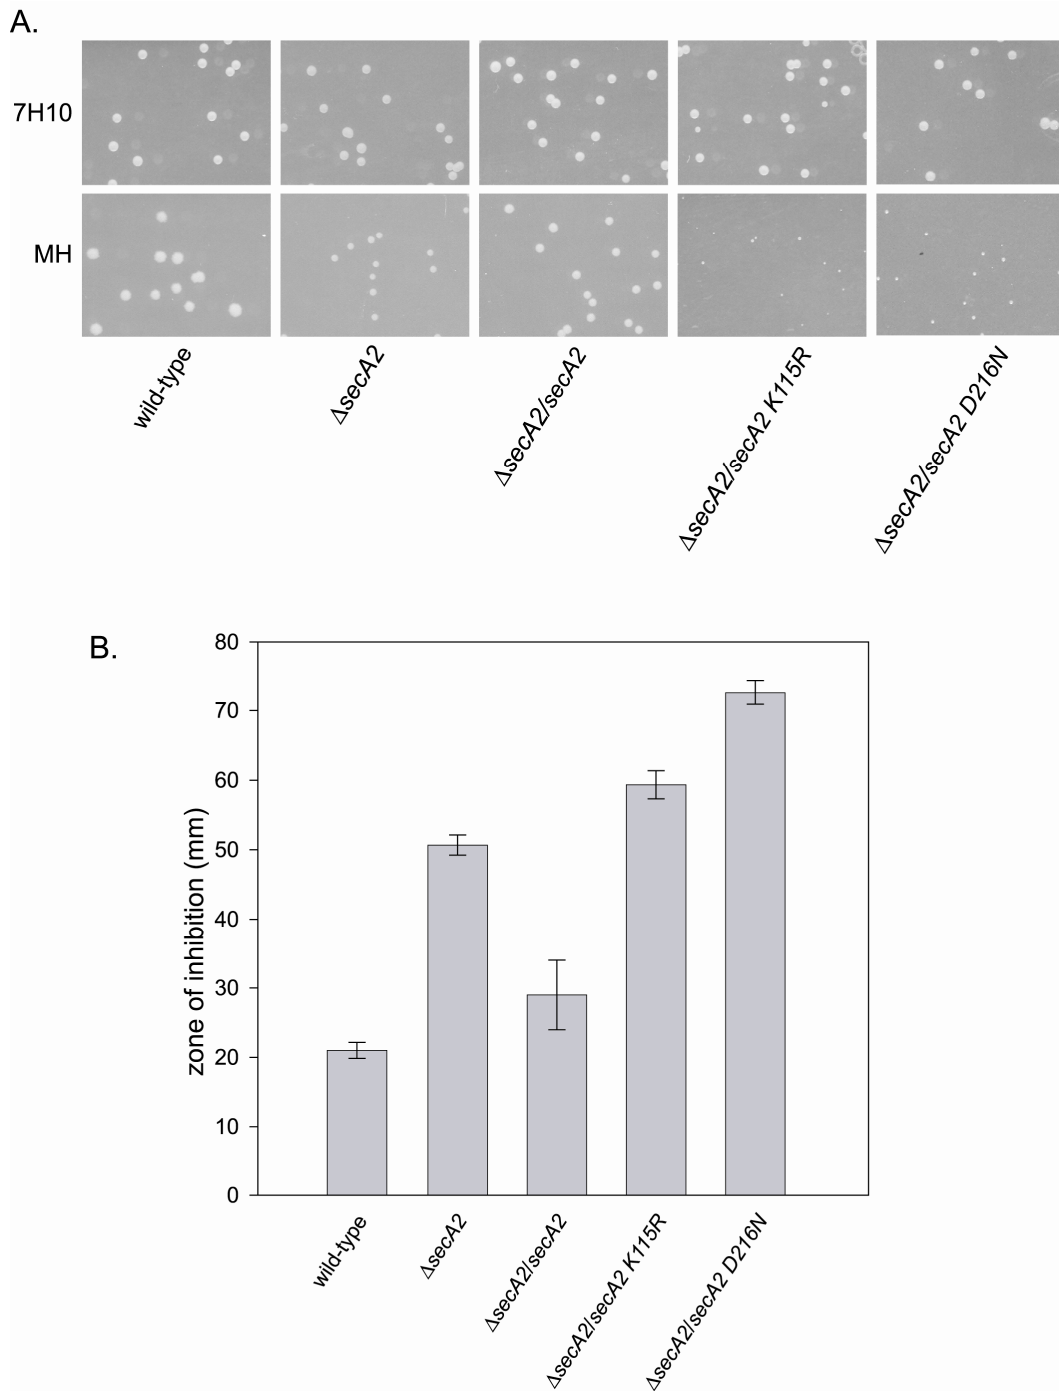 A.
7H10
MH
wild-type
ΔsecA2
ΔsecA2/secA2
ΔsecA2/secA2 K115R
ΔsecA2/secA2 D216N
B.
80
70
60
50
40
30
20
10
0
zone of inhibition (mm)
wild-type
ΔsecA2
ΔsecA2/secA2
ΔsecA2/secA2 K115R
ΔsecA2/secA2 D216N